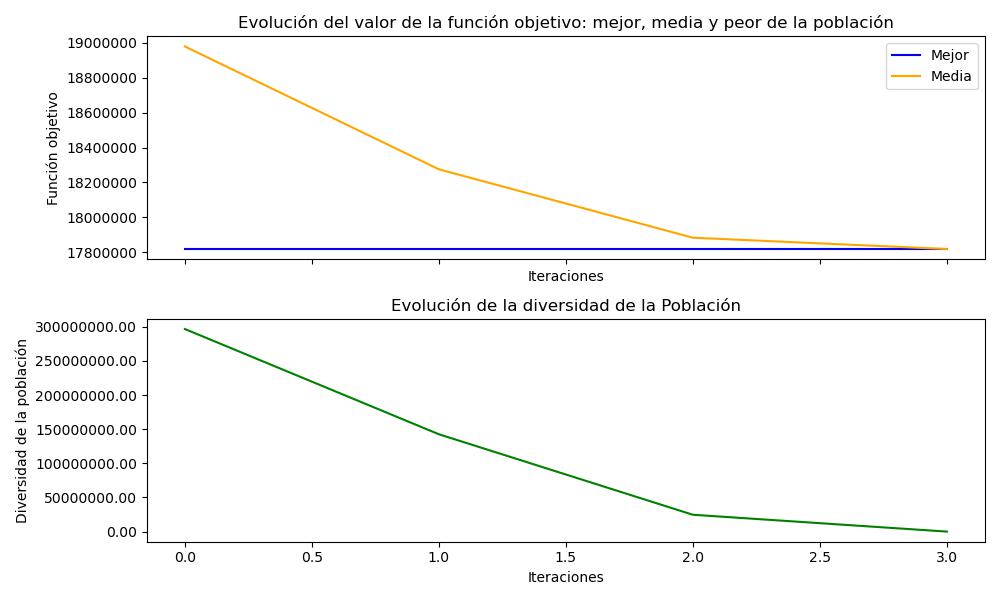 Evolución del valor de la función objetivo: mejor, media y peor de la población
Función objetivo
19000000
18800000
18600000
18400000
18200000
18000000
17800000
Mejor
Media
Iteraciones
Evolución de la diversidad de la Población
Diversidad de la población
300000000.00
250000000.00
200000000.00
150000000.00
100000000.00
50000000.00
0.00
0.0 0.5 1.0 1.5 2.0 2.5 3.0
Iteraciones